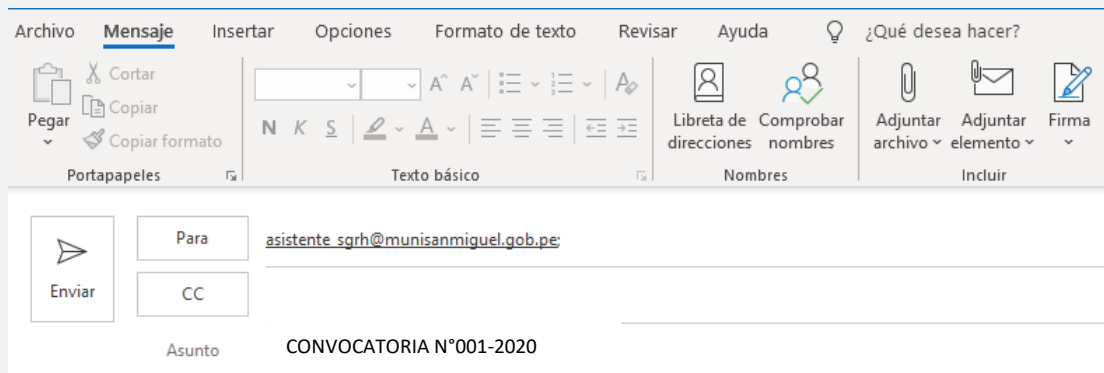 Archivo Mensaje Insertar Opciones Formato de texto Revisar Ayuda ¿Qué desea hacer?
Pegar
Cortar
Copiar
Copiar formato
Portapapeles
N K S
A
Texto básico
Libreta de direcciones
Comprobar nombres
Nombres
Adjuntar archivo
Adjuntar elemento
Firma
Incluir
Enviar
Para asistente_sgrh@munisanmiguel.gob.pe;
CC
Asunto CONVOCATORIA N°001-2020